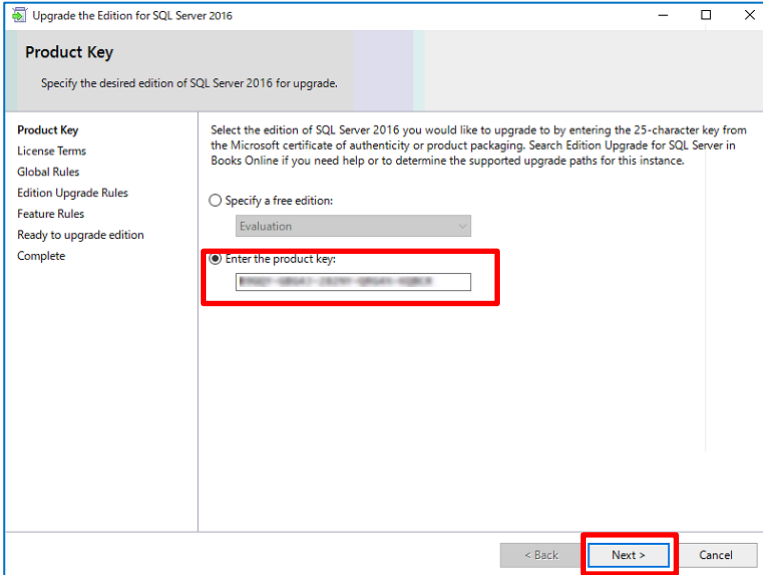 Upgrade the Edition for SQL Server 2016
Product Key
Specify the desired edition of SQL Server 2016 for upgrade.
Product Key
License Terms
Global Rules
Edition Upgrade Rules
Feature Rules
Ready to upgrade edition
Complete
Select the edition of SQL Server 2016 you would like to upgrade to by entering the 25-character key from
the Microsoft certificate of authenticity or product packaging. Search Edition Upgrade for SQL Server in
Books Online if you need help or to determine the supported upgrade paths for this instance.
Specify a free edition:
Evaluation
Enter the product key:
< Back
Next >
Cancel